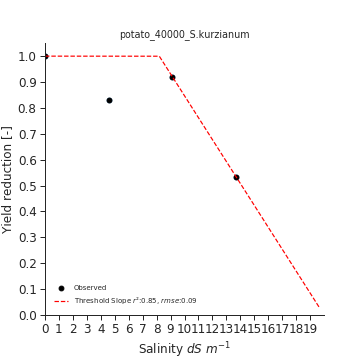 potato_40000_S.kurzianum
Yield reduction [-]
1.0
0.9
0.8
0.7
0.6
0.5
0.4
0.3
0.2
0.1
0.0
Observed
Threshold Slope r²:0.85, rmse:0.09
0 1 2 3 4 5 6 7 8 9 10 11 12 13 14 15 16 17 18 19
Salinity dS m⁻¹